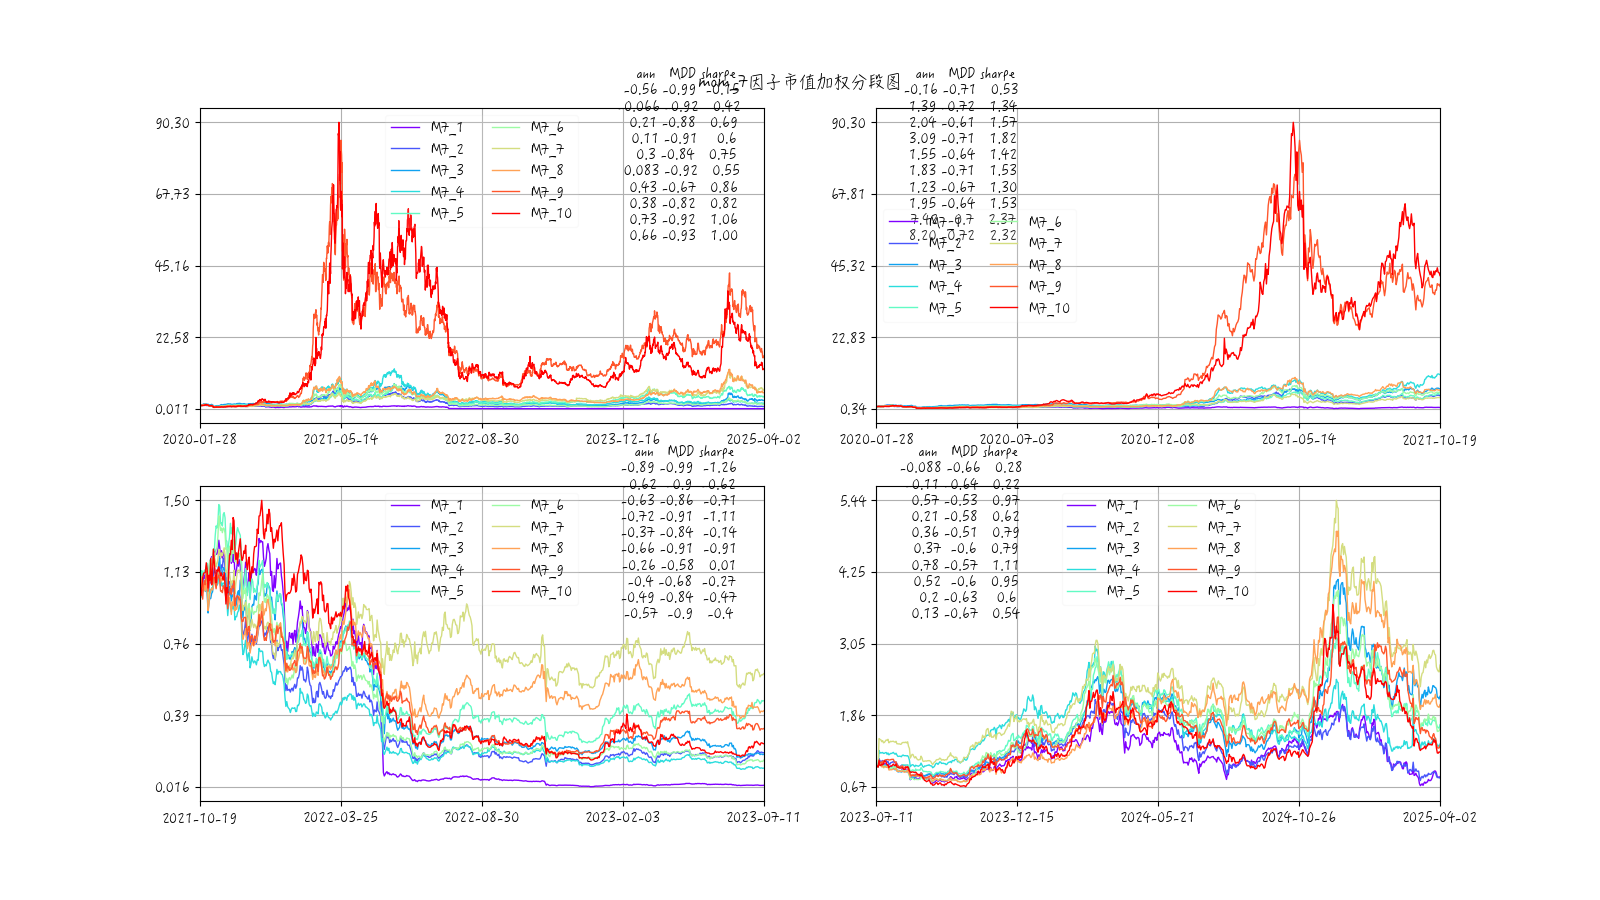 mom_7因子市值加权分段图
ann MDD sharpe
-0.56 -0.99 -0.15
0.066 -0.92 0.42
0.21 -0.88 0.69
0.11 -0.91 0.6
0.3 -0.84 0.75
0.083 -0.92 0.55
0.43 -0.67 0.86
0.38 -0.82 0.82
0.73 -0.92 1.06
0.66 -0.93 1.00
M7_1 M7_6
M7_2 M7_7
M7_3 M7_8
M7_4 M7_9
M7_5 M7_10
90.30
67.73
45.16
22.58
0.011
2020-01-28 2021-05-14 2022-08-30 2023-12-16 2025-04-02
ann MDD sharpe
-0.16 -0.71 0.53
1.39 -0.72 1.34
2.04 -0.61 1.57
3.09 -0.71 1.82
1.55 -0.64 1.42
1.83 -0.71 1.53
1.23 -0.67 1.30
1.95 -0.64 1.53
7.40 -0.7 2.37
8.20 -0.72 2.32
M7_1 M7_6
M7_2 M7_7
M7_3 M7_8
M7_4 M7_9
M7_5 M7_10
90.30
67.81
45.32
22.83
0.34
2020-01-28 2020-07-03 2020-12-08 2021-05-14 2021-10-19
ann MDD sharpe
-0.89 -0.99 -1.26
-0.62 -0.9 -0.62
-0.63 -0.86 -0.71
-0.72 -0.91 -1.11
-0.37 -0.84 -0.14
-0.66 -0.91 -0.91
-0.26 -0.58 0.01
-0.4 -0.68 -0.27
-0.49 -0.84 -0.47
-0.57 -0.9 -0.4
M7_1 M7_6
M7_2 M7_7
M7_3 M7_8
M7_4 M7_9
M7_5 M7_10
1.50
1.13
0.76
0.39
0.016
2021-10-19 2022-03-25 2022-08-30 2023-02-03 2023-07-11
ann MDD sharpe
-0.088 -0.66 0.28
-0.11 -0.64 0.22
0.57 -0.53 0.97
0.21 -0.58 0.62
0.36 -0.51 0.79
0.37 -0.6 0.79
0.78 -0.57 1.11
0.52 -0.6 0.95
0.2 -0.63 0.6
0.13 -0.67 0.54
M7_1 M7_6
M7_2 M7_7
M7_3 M7_8
M7_4 M7_9
M7_5 M7_10
5.44
4.25
3.05
1.86
0.67
2023-07-11 2023-12-15 2024-05-21 2024-10-26 2025-04-02